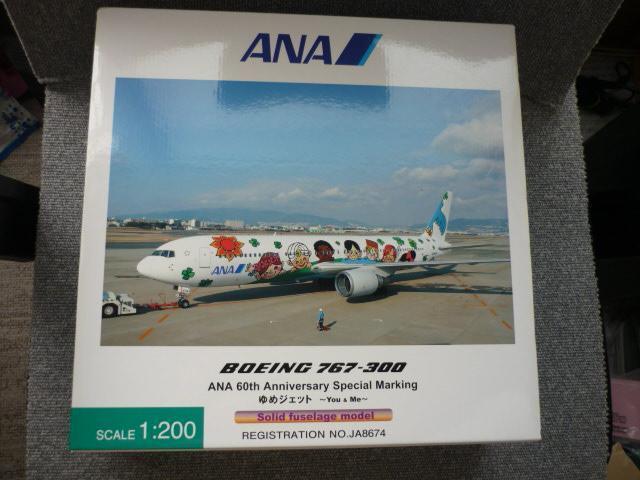 ANA
ANA
BOEING 767-300
ANA 60th Anniversary Special Marking
ゆめジェット ～You & Me～
Solid fuselage model
SCALE 1:200
REGISTRATION NO.JA8674